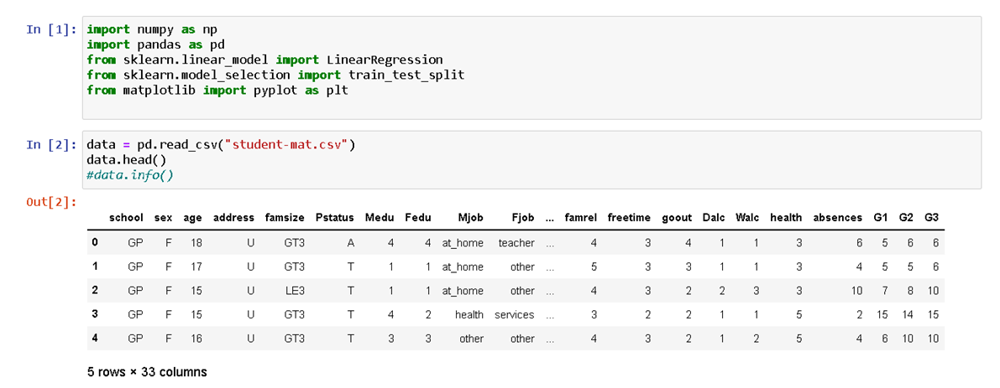 In [1]: import numpy as np
import pandas as pd
from sklearn.linear_model import LinearRegression
from sklearn.model_selection import train_test_split
from matplotlib import pyplot as plt
In [2]: data = pd.read_csv("student-mat.csv")
data.head()
#data.info()
Out[2]:
school sex age address famsize Pstatus Medu Fedu Mjob Fjob ... famrel freetime goout Dalc Walc health absences G1 G2 G3
0 GP F 18 U GT3 A 4 4 at_home teacher ... 4 3 4 1 1 3 6 5 6 6
1 GP F 17 U GT3 T 1 1 at_home other ... 5 3 3 1 1 3 4 5 5 6
2 GP F 15 U LE3 T 1 1 at_home other ... 4 3 2 2 3 3 10 7 8 10
3 GP F 15 U GT3 T 4 2 health services ... 3 2 2 1 1 5 2 15 14 15
4 GP F 16 U GT3 T 3 3 other other ... 4 3 2 1 2 5 4 6 10 10
5 rows × 33 columns